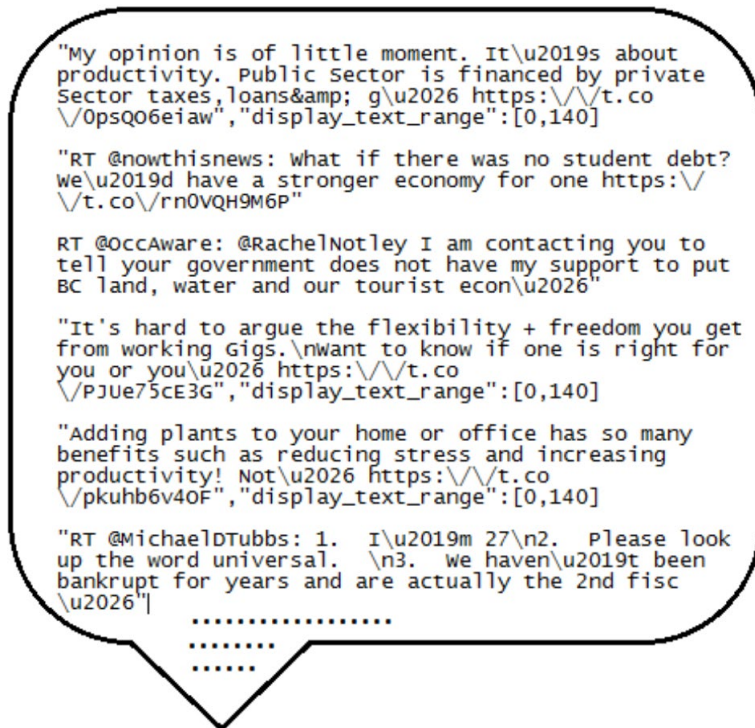 "My opinion is of little moment. It\u2019s about
productivity. Public Sector is financed by private
Sector taxes,loans&amp; g\u2026 https:\/\/t.co
\/OpsQO6eiaw","display_text_range":[0,140]
"RT @nowthisnews: What if there was no student debt?
We\u2019d have a stronger economy for one https:\/
\/t.co\/rn0VQH9M6P"
RT @OccAware: @RachelNotley I am contacting you to
tell your government does not have my support to put
BC land, water and our tourist econ\u2026"
"It's hard to argue the flexibility + freedom you get
from working Gigs.\nWant to know if one is right for
you or you\u2026 https:\/\/t.co
\/PJUe75cE3G","display_text_range":[0,140]
"Adding plants to your home or office has so many
benefits such as reducing stress and increasing
productivity! Not\u2026 https:\/\/t.co
\/pkuhb6v4OF","display_text_range":[0,140]
"RT @MichaelDTubbs: 1.  I\u2019m 27\n2.  Please look
up the word universal.  \n3.  We haven\u2019t been
bankrupt for years and are actually the 2nd fisc
\u2026"|
..................
........
......